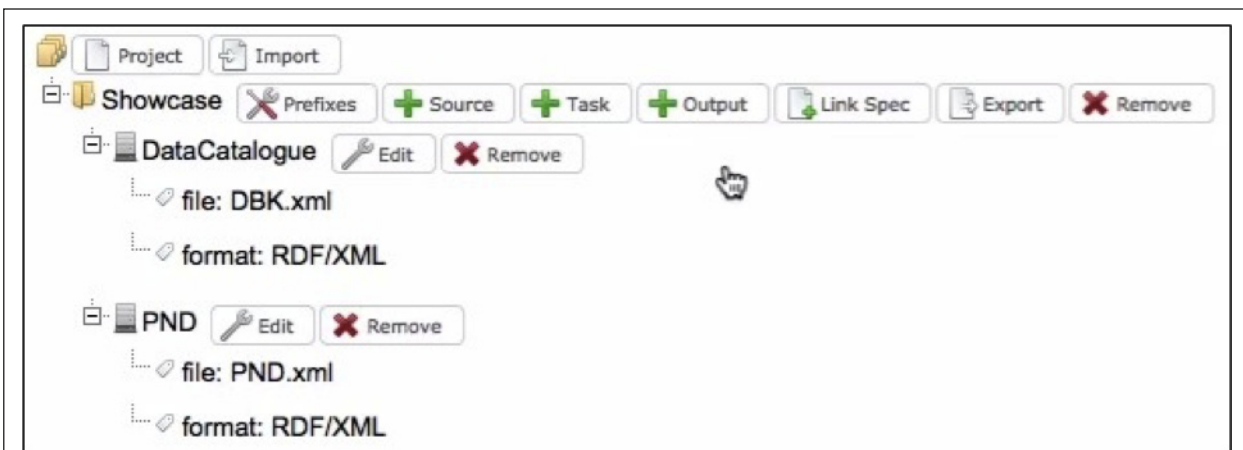 Project Import
Showcase Prefixes Source Task Output Link Spec Export Remove
DataCatalogue Edit Remove
file: DBK.xml
format: RDF/XML
PND Edit Remove
file: PND.xml
format: RDF/XML